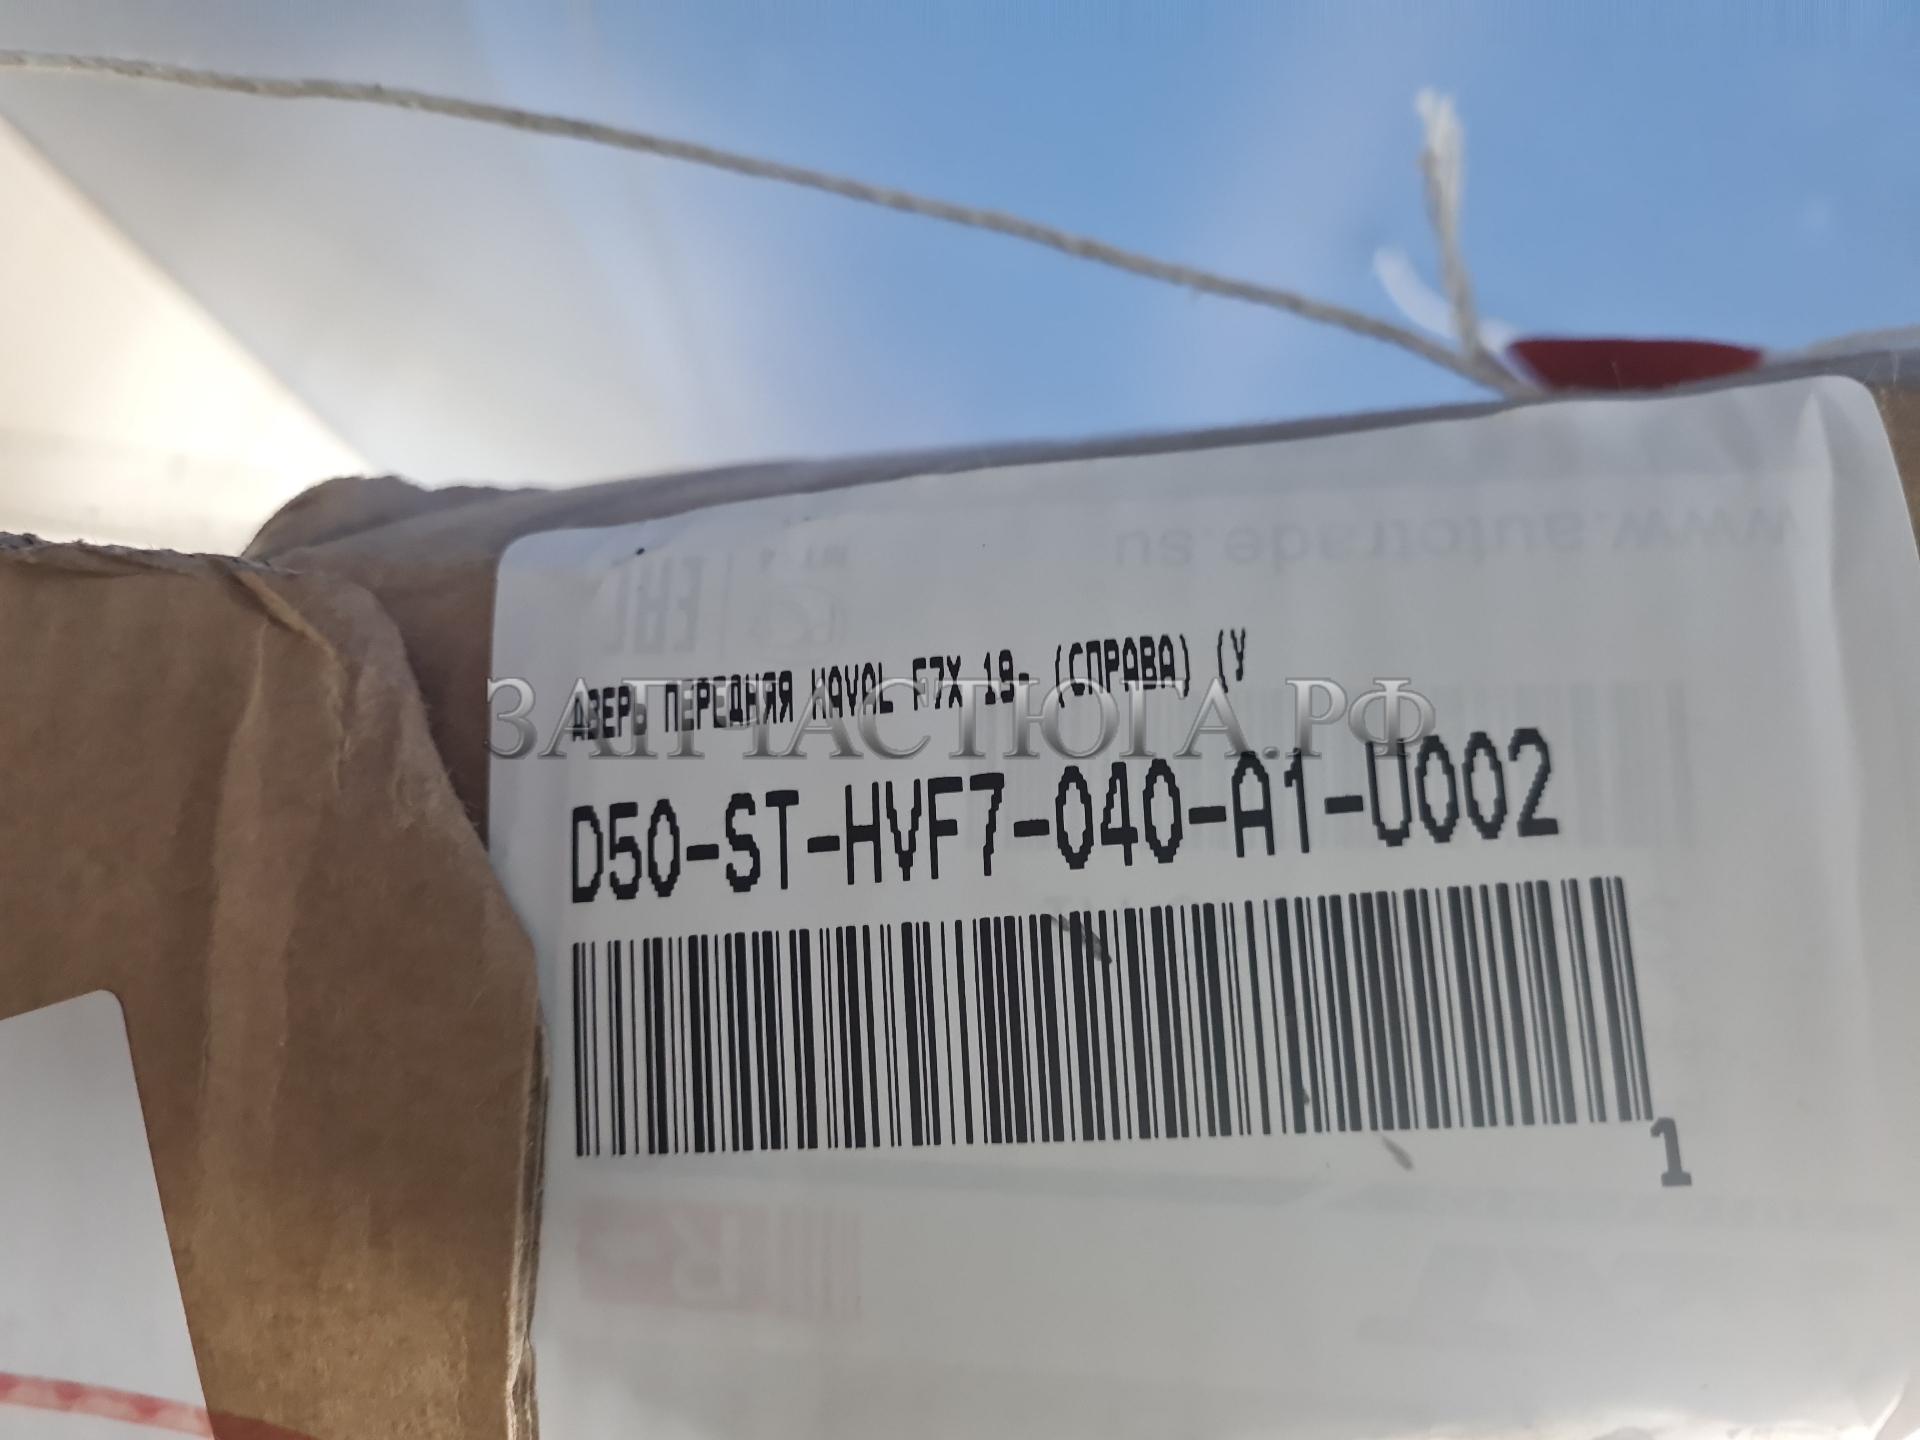 www.autotrade.su
ДВЕРЬ ПЕРЕДНЯЯ HAVAL F7X 19- (СПРАВА) (У
ЗАПЧАСТЮГА.РФ
D50-ST-HVF7-040-A1-U002
1